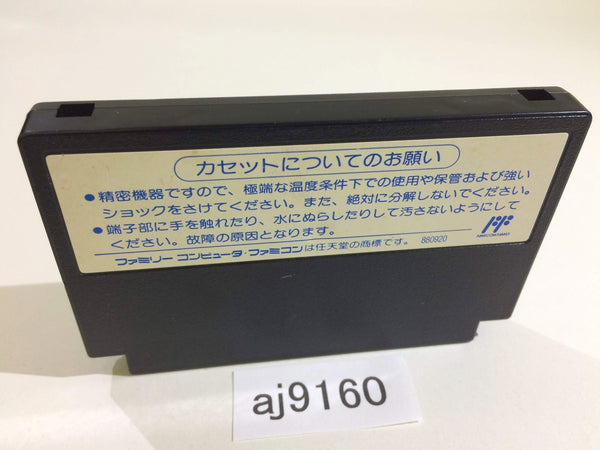 カセットについてのお願い
●精密機器ですので、極端な温度条件下での使用や保管および強い
ショックをさけてください。また、絶対に分解しないでください。
●端子部に手を触れたり、水にぬらしたりして汚さないようにして
ください。故障の原因となります。
ファミリーコンピュータ・ファミコンは任天堂の商標です。 880920
aj9160